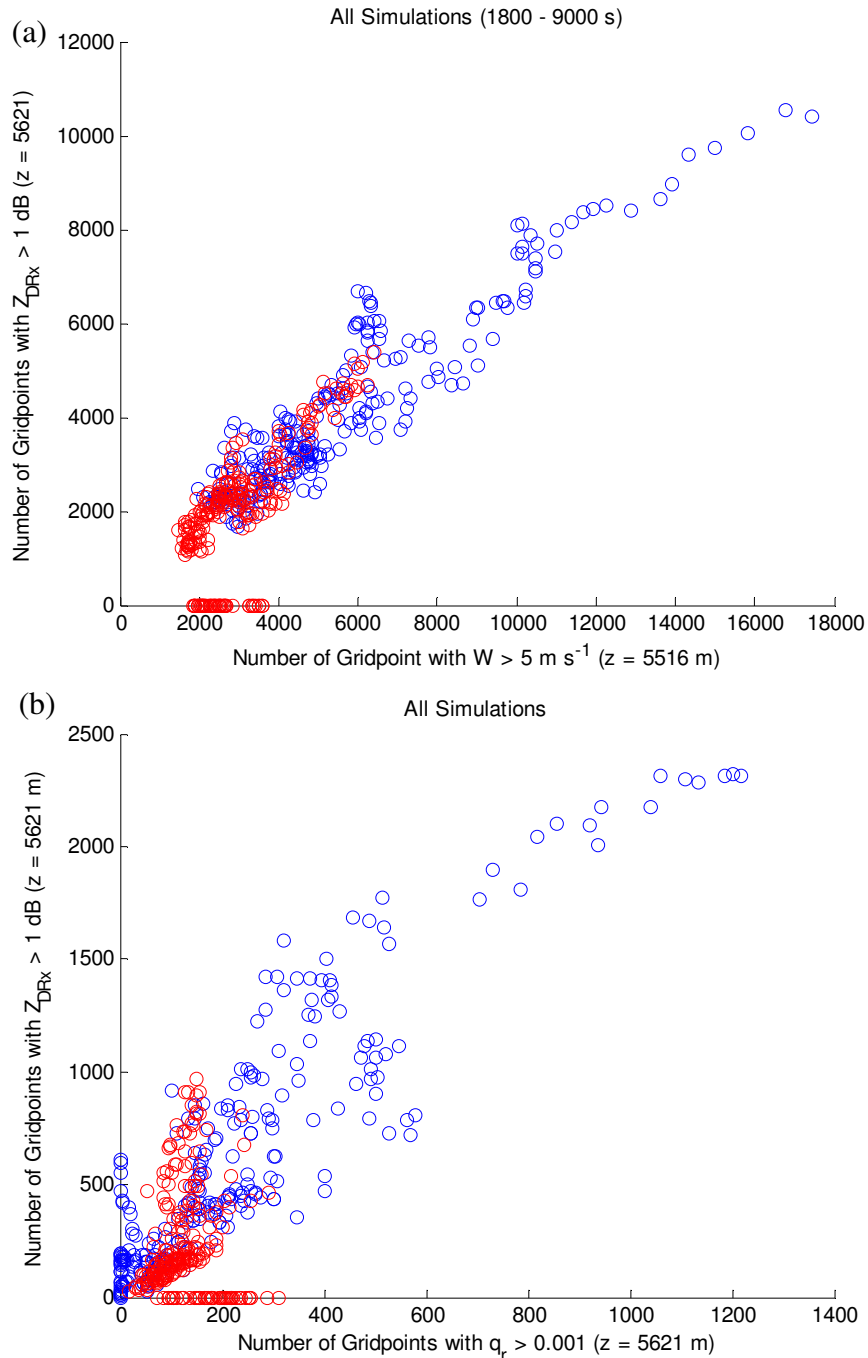 (a)
All Simulations (1800 - 9000 s)
12000
10000
8000
6000
4000
2000
0
Number of Gridpoints with Z_DRx > 1 dB (z = 5621)
0 2000 4000 6000 8000 10000 12000 14000 16000 18000
Number of Gridpoint with W > 5 m s⁻¹ (z = 5516 m)
(b)
All Simulations
2500
2000
1500
1000
500
0
Number of Gridpoints with Z_DRx > 1 dB (z = 5621 m)
0 200 400 600 800 1000 1200 1400
Number of Gridpoints with q_r > 0.001 (z = 5621 m)